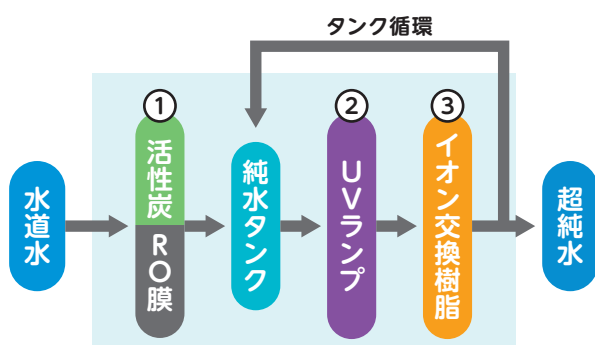 タンク循環
水道水
①
活性炭
RO膜
純水タンク
②
UVランプ
③
イオン交換樹脂
超純水